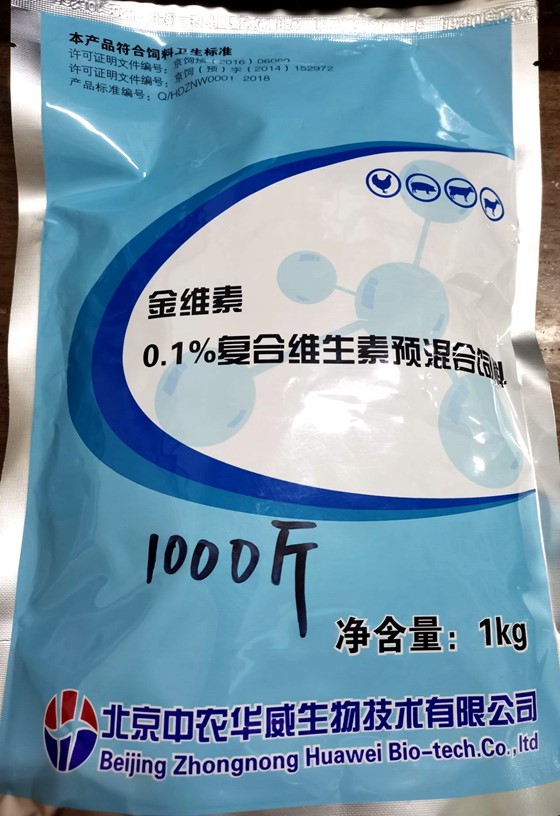 本产品符合饲料卫生标准
许可证明文件编号：京饲
许可证明文件编号：京饲（预）字（2014）152972
产品标准编号：Q/HDZNW0001 2018
金维素
0.1%复合维生素预混合饲料
1000斤
净含量：1kg
北京中农华威生物技术有限公司
Beijing Zhongnong Huawei Bio-tech.Co.,ltd